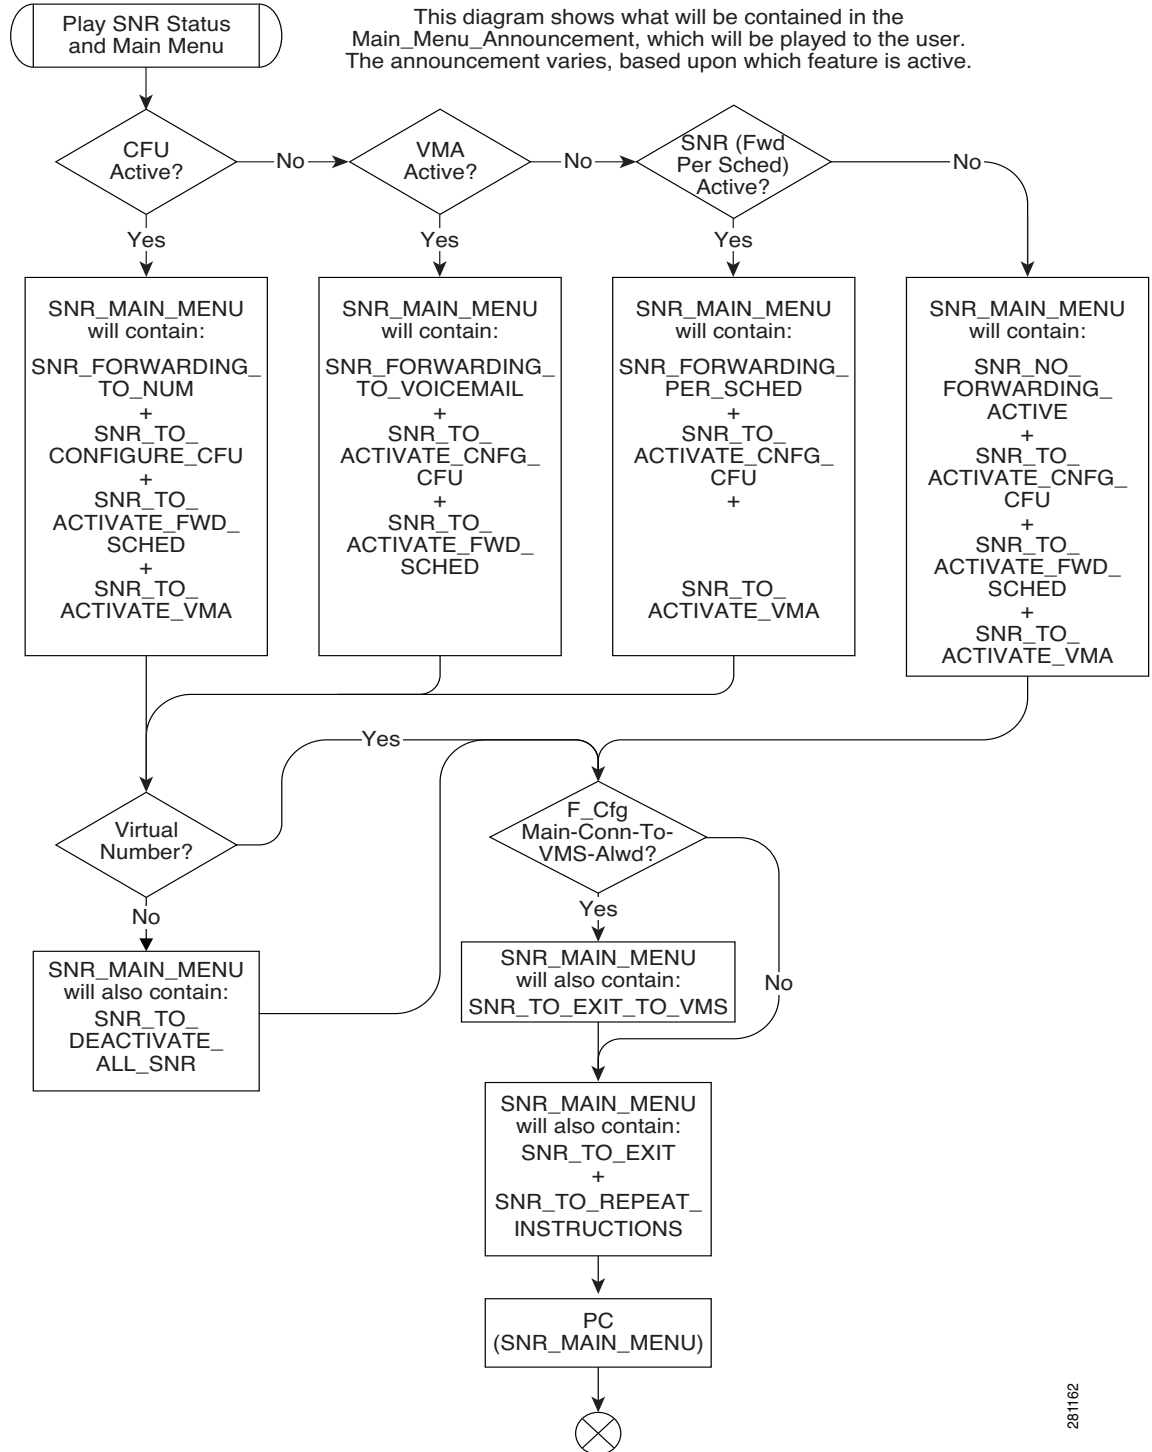 Play SNR Status
and Main Menu
This diagram shows what will be contained in the
Main_Menu_Announcement, which will be played to the user.
The announcement varies, based upon which feature is active.
CFU
Active?
No
VMA
Active?
No
SNR (Fwd
Per Sched)
Active?
No
Yes
Yes
Yes
SNR_MAIN_MENU
will contain:
SNR_FORWARDING_
TO_NUM
+
SNR_TO_
CONFIGURE_CFU
+
SNR_TO_
ACTIVATE_FWD_
SCHED
+
SNR_TO_
ACTIVATE_VMA
SNR_MAIN_MENU
will contain:
SNR_FORWARDING_
TO_VOICEMAIL
+
SNR_TO_
ACTIVATE_CNFG_
CFU
+
SNR_TO_
ACTIVATE_FWD_
SCHED
SNR_MAIN_MENU
will contain:
SNR_FORWARDING_
PER_SCHED
+
SNR_TO_
ACTIVATE_CNFG_
CFU
+
SNR_TO_
ACTIVATE_VMA
SNR_MAIN_MENU
will contain:
SNR_NO_
FORWARDING_
ACTIVE
+
SNR_TO_
ACTIVATE_CNFG_
CFU
+
SNR_TO_
ACTIVATE_FWD_
SCHED
+
SNR_TO_
ACTIVATE_VMA
Yes
Virtual
Number?
F_Cfg
Main-Conn-To-
VMS-Alwd?
No
Yes
No
SNR_MAIN_MENU
will also contain:
SNR_TO_
DEACTIVATE_
ALL_SNR
SNR_MAIN_MENU
will also contain:
SNR_TO_EXIT_TO_VMS
SNR_MAIN_MENU
will also contain:
SNR_TO_EXIT
+
SNR_TO_REPEAT_
INSTRUCTIONS
PC
(SNR_MAIN_MENU)
281162